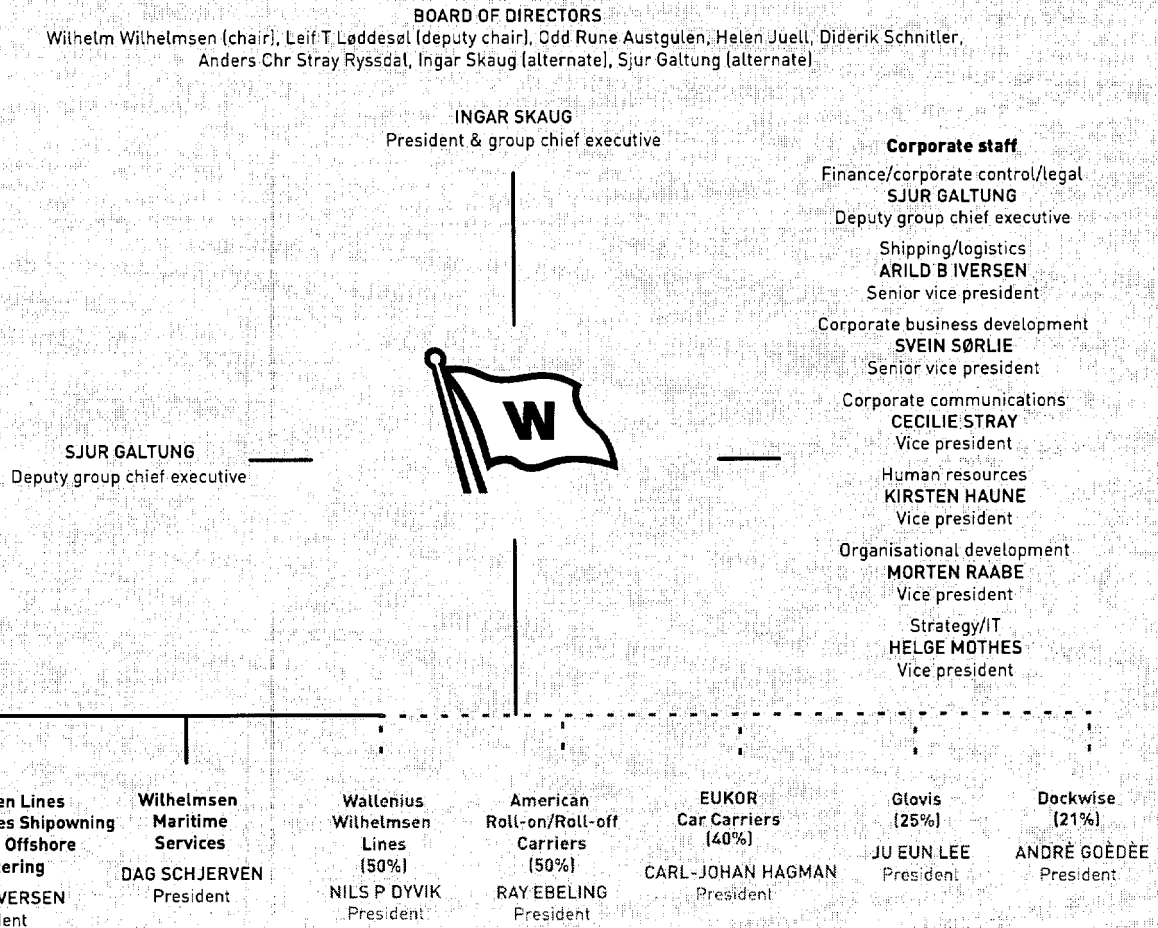 BOARD OF DIRECTORS
Wilhelm Wilhelmsen (chair), Leif T Løddesøl (deputy chair), Odd Rune Austgulen, Helen Juell, Diderik Schnitler,
Anders Chr Stray Ryssdal, Ingar Skaug (alternate), Sjur Galtung (alternate)
INGAR SKAUG
President & group chief executive
Corporate staff
Finance/corporate control/legal
SJUR GALTUNG
Deputy group chief executive
Shipping/logistics
ARILD B IVERSEN
Senior vice president
Corporate business development
SVEIN SØRLIE
Senior vice president
Corporate communications
CECILIE STRAY
Vice president
Human resources
KIRSTEN HAUNE
Vice president
Organisational development
MORTEN RAABE
Vice president
Strategy/IT
HELGE MOTHES
Vice president
W
SJUR GALTUNG
Deputy group chief executive
en Lines
es Shipowning
Offshore
tering
VERSEN
dent
Wilhelmsen
Maritime
Services
DAG SCHJERVEN
President
Wallenius
Wilhelmsen
Lines
(50%)
NILS P DYVIK
President
American
Roll-on/Roll-off
Carriers
(50%)
RAY EBELING
President
EUKOR
Car Carriers
(40%)
CARL-JOHAN HAGMAN
President
Glovis
(25%)
JU EUN LEE
President
Dockwise
(21%)
ANDRÈ GOÈDÈE
President